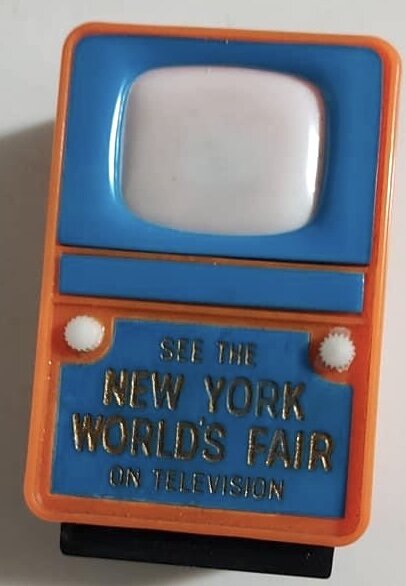 SEE THE
NEW YORK
WORLD'S FAIR
ON TELEVISION